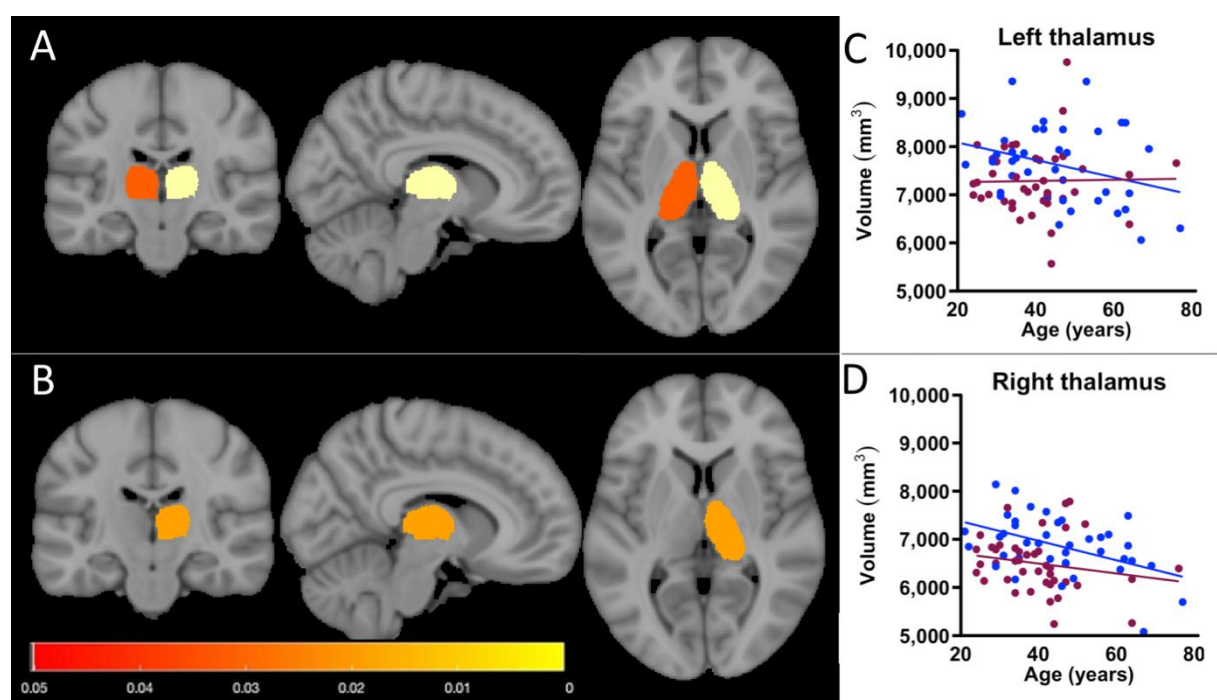 A
B
0.05 0.04 0.03 0.02 0.01 0
C
Left thalamus
10,000
9,000
8,000
7,000
6,000
5,000
Volume (mm³)
20 40 60 80
Age (years)
D
Right thalamus
10,000
9,000
8,000
7,000
6,000
5,000
Volume (mm³)
20 40 60 80
Age (years)